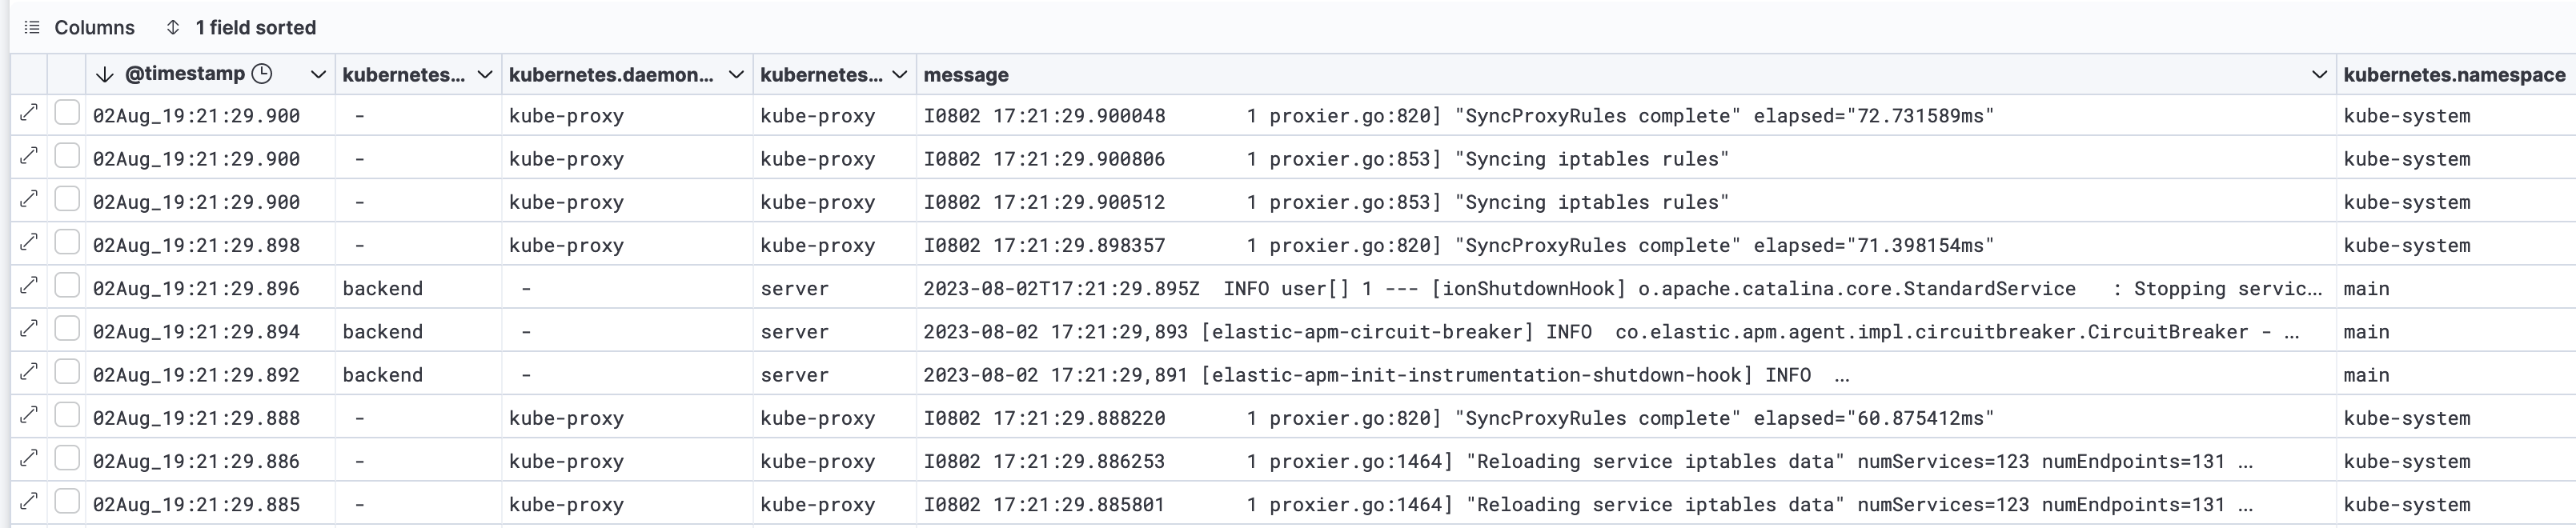 Columns 1 field sorted
@timestamp kubernetes... kubernetes.daemon... kubernetes... message kubernetes.namespace
02Aug_19:21:29.900 - kube-proxy kube-proxy I0802 17:21:29.900048 1 proxier.go:820] "SyncProxyRules complete" elapsed="72.731589ms" kube-system
02Aug_19:21:29.900 - kube-proxy kube-proxy I0802 17:21:29.900806 1 proxier.go:853] "Syncing iptables rules" kube-system
02Aug_19:21:29.900 - kube-proxy kube-proxy I0802 17:21:29.900512 1 proxier.go:853] "Syncing iptables rules" kube-system
02Aug_19:21:29.898 - kube-proxy kube-proxy I0802 17:21:29.898357 1 proxier.go:820] "SyncProxyRules complete" elapsed="71.398154ms" kube-system
02Aug_19:21:29.896 backend - server 2023-08-02T17:21:29.895Z INFO user[] 1 --- [ionShutdownHook] o.apache.catalina.core.StandardService : Stopping servic... main
02Aug_19:21:29.894 backend - server 2023-08-02 17:21:29,893 [elastic-apm-circuit-breaker] INFO co.elastic.apm.agent.impl.circuitbreaker.CircuitBreaker - ... main
02Aug_19:21:29.892 backend - server 2023-08-02 17:21:29,891 [elastic-apm-init-instrumentation-shutdown-hook] INFO ... main
02Aug_19:21:29.888 - kube-proxy kube-proxy I0802 17:21:29.888220 1 proxier.go:820] "SyncProxyRules complete" elapsed="60.875412ms" kube-system
02Aug_19:21:29.886 - kube-proxy kube-proxy I0802 17:21:29.886253 1 proxier.go:1464] "Reloading service iptables data" numServices=123 numEndpoints=131 ... kube-system
02Aug_19:21:29.885 - kube-proxy kube-proxy I0802 17:21:29.885801 1 proxier.go:1464] "Reloading service iptables data" numServices=123 numEndpoints=131 ... kube-system